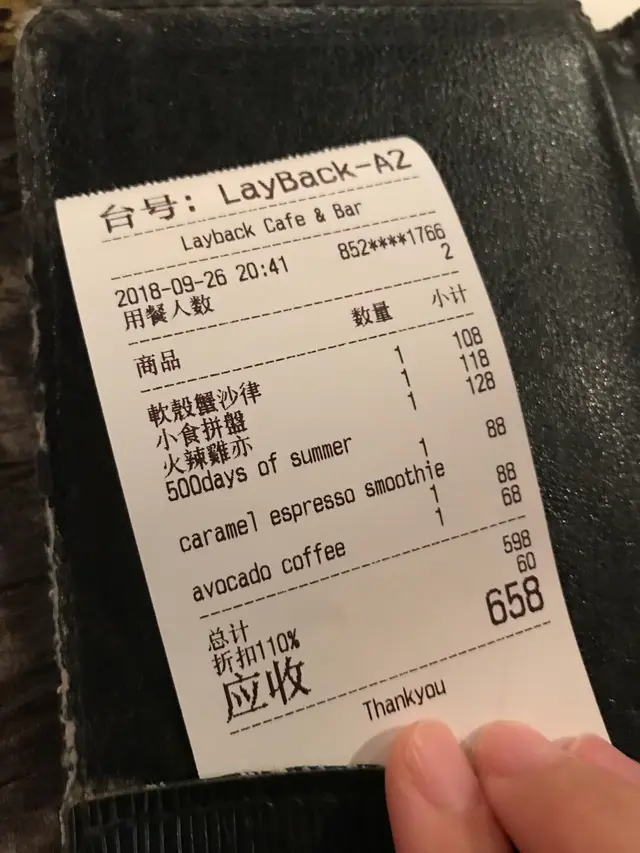 台号: LayBack-A2
Layback Cafe & Bar
2018-09-26 20:41 852****1766
用餐人数 2
商品 数量 小计
軟殼蟹沙律 1 108
小食拼盤 1 118
火辣雞亦 1 128
500days of summer
1 88
caramel espresso smoothie
1 88
avocado coffee 1 68
总计 598
折扣110% 60
应收 658
Thankyou